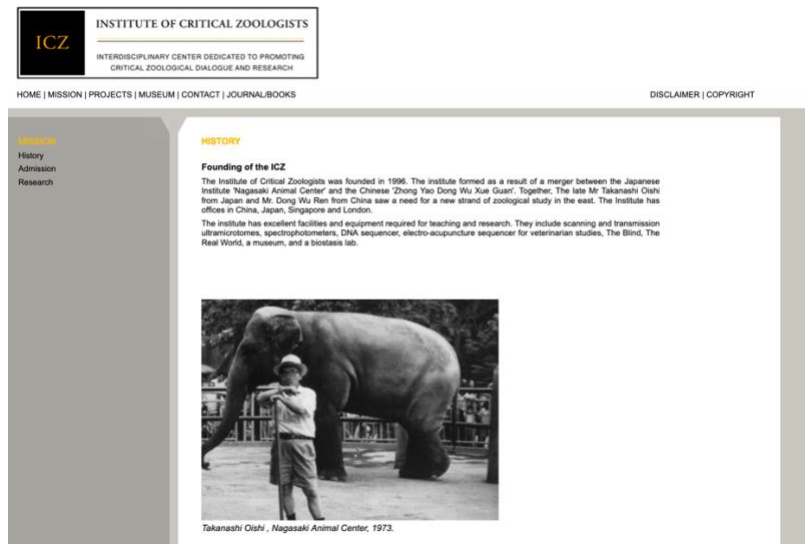 ICZ
INSTITUTE OF CRITICAL ZOOLOGISTS
INTERDISCIPLINARY CENTER DEDICATED TO PROMOTING
CRITICAL ZOOLOGICAL DIALOGUE AND RESEARCH
HOME | MISSION | PROJECTS | MUSEUM | CONTACT | JOURNAL/BOOKS
DISCLAIMER | COPYRIGHT
MISSION
History
Admission
Research
HISTORY
Founding of the ICZ
The Institute of Critical Zoologists was founded in 1996. The institute formed as a result of a merger between the Japanese
Institute 'Nagasaki Animal Center' and the Chinese 'Zhong Yao Dong Wu Xue Guan'. Together, The late Mr Takanashi Oishi
from Japan and Mr. Dong Wu Ren from China saw a need for a new strand of zoological study in the east. The Institute has
offices in China, Japan, Singapore and London.
The institute has excellent facilities and equipment required for teaching and research. They include scanning and transmission
ultramicrotomes, spectrophotometers, DNA sequencer, electro-acupuncture sequencer for veterinarian studies, The Blind, The
Real World, a museum, and a biostasis lab.
Takanashi Oishi , Nagasaki Animal Center, 1973.